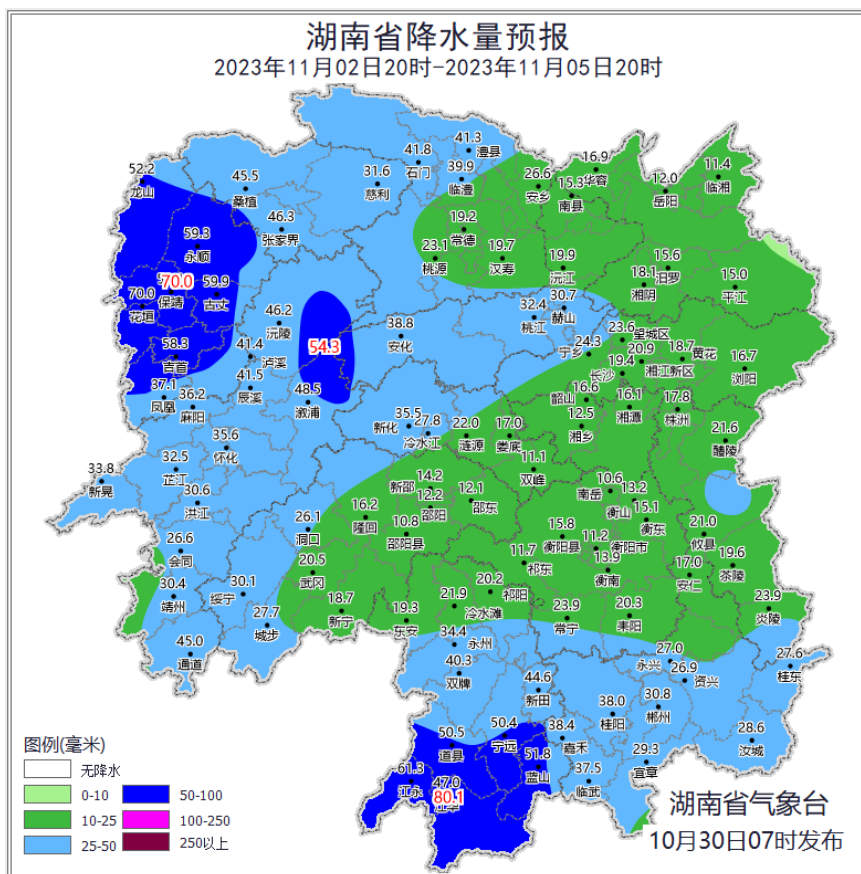 湖南省降水量预报
2023年11月02日20时-2023年11月05日20时
41.3
澧县
41.8
石门
39.9
临澧
31.6
慈利
52.2
龙山
45.5
桑植
46.3
张家界
16.9
华容
26.6
安乡
15.3
南县
12.0
岳阳
11.4
临湘
19.2
常德
23.1
桃源
19.7
汉寿
19.9
沅江
15.6
汨罗
18.1
湘阴
15.0
平江
59.3
永顺
70.0
保靖
59.9
古丈
70.0
花垣
58.3
吉首
46.2
沅陵
41.4
泸溪
41.5
辰溪
54.3
48.5
溆浦
38.8
安化
32.4
桃江
30.7
赫山
24.3
宁乡
23.6
望城区
20.9
湘江新区
18.7
黄花
19.4
长沙
16.7
浏阳
37.1
凤凰
36.2
麻阳
16.6
韶山
16.1
湘潭
17.8
株洲
12.5
湘乡
21.6
醴陵
35.5
新化
27.8
冷水江
22.0
涟源
17.0
娄底
11.1
双峰
35.6
怀化
32.5
芷江
33.8
新晃
30.6
洪江
14.2
新邵
12.2
邵阳
12.1
邵东
16.2
隆回
10.8
邵阳县
10.6
南岳
13.2
衡山
15.1
衡东
26.1
洞口
15.8
衡阳县
11.2
衡阳市
13.9
衡南
21.0
攸县
19.6
茶陵
17.0
安仁
26.6
会同
30.4
靖州
30.1
绥宁
20.5
武冈
11.7
祁东
18.7
新宁
27.7
城步
19.3
东安
21.9
冷水滩
20.2
祁阳
23.9
常宁
20.3
耒阳
23.9
炎陵
45.0
通道
34.4
永州
40.3
双牌
27.0
永兴
26.9
资兴
27.6
桂东
44.6
新田
38.0
桂阳
30.8
郴州
50.5
道县
50.4
宁远
38.4
嘉禾
28.6
汝城
51.8
蓝山
29.3
宜章
61.3
江永
47.0
80.1
37.5
临武
图例(毫米)
无降水
0-10
50-100
10-25
100-250
25-50
250以上
湖南省气象台
10月30日07时发布